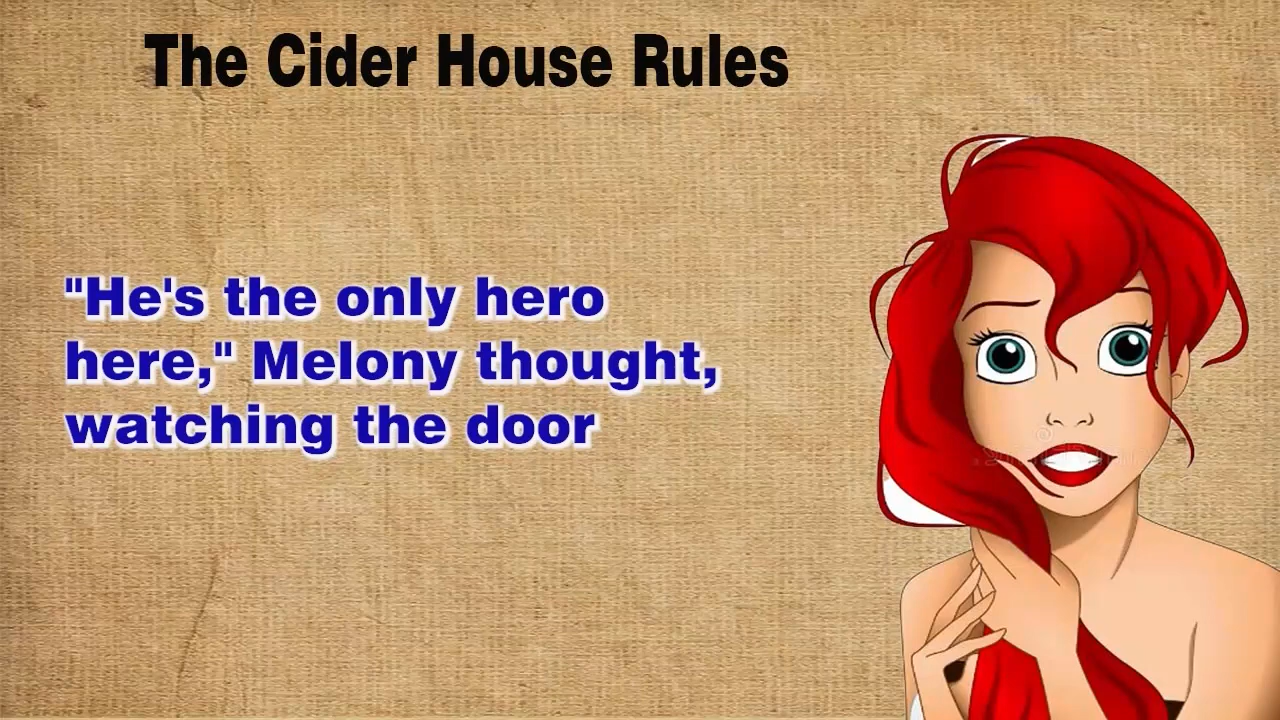 The Cider House Rules
"He's the only hero
here," Melony thought,
watching the door